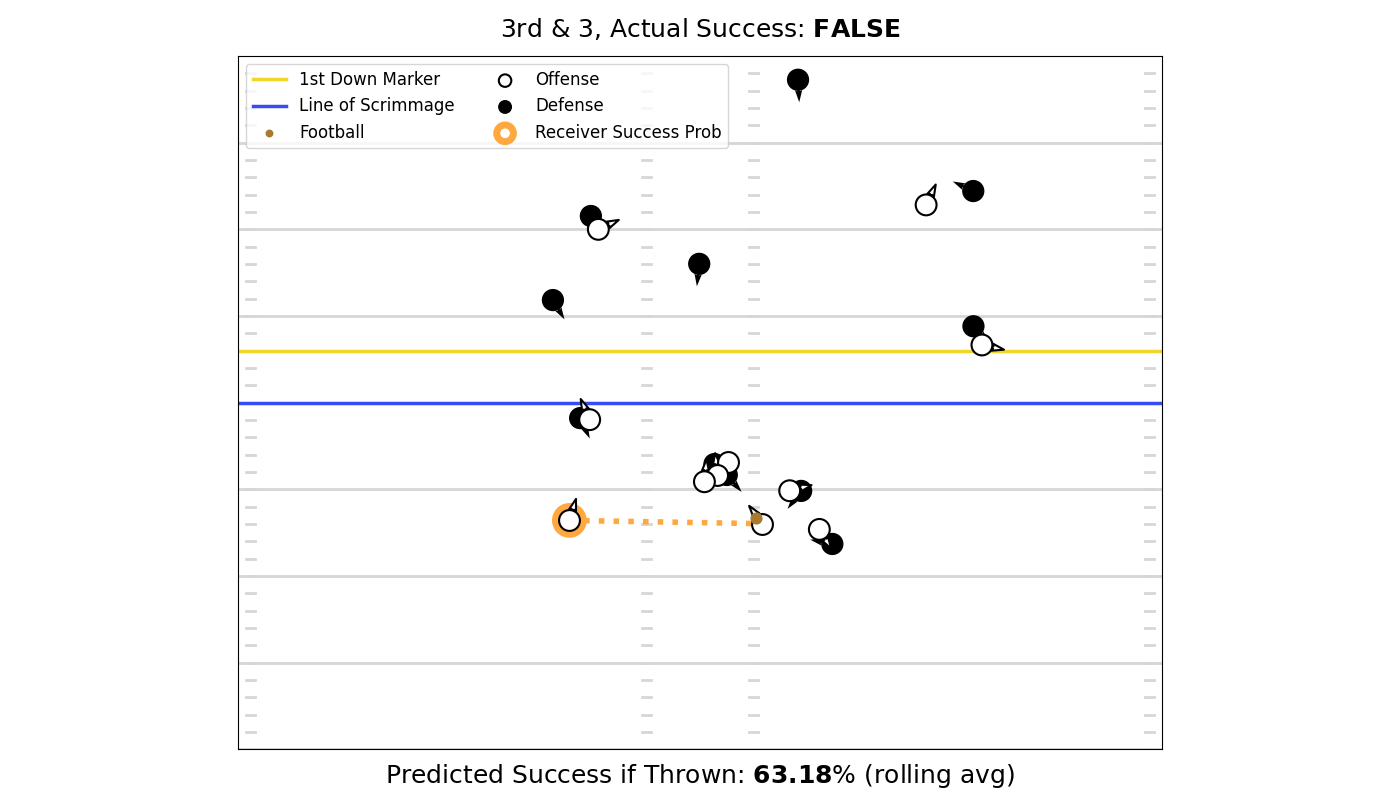 3rd & 3, Actual Success: FALSE
1st Down Marker
Line of Scrimmage
Football
Offense
Defense
Receiver Success Prob
Predicted Success if Thrown: 63.18% (rolling avg)